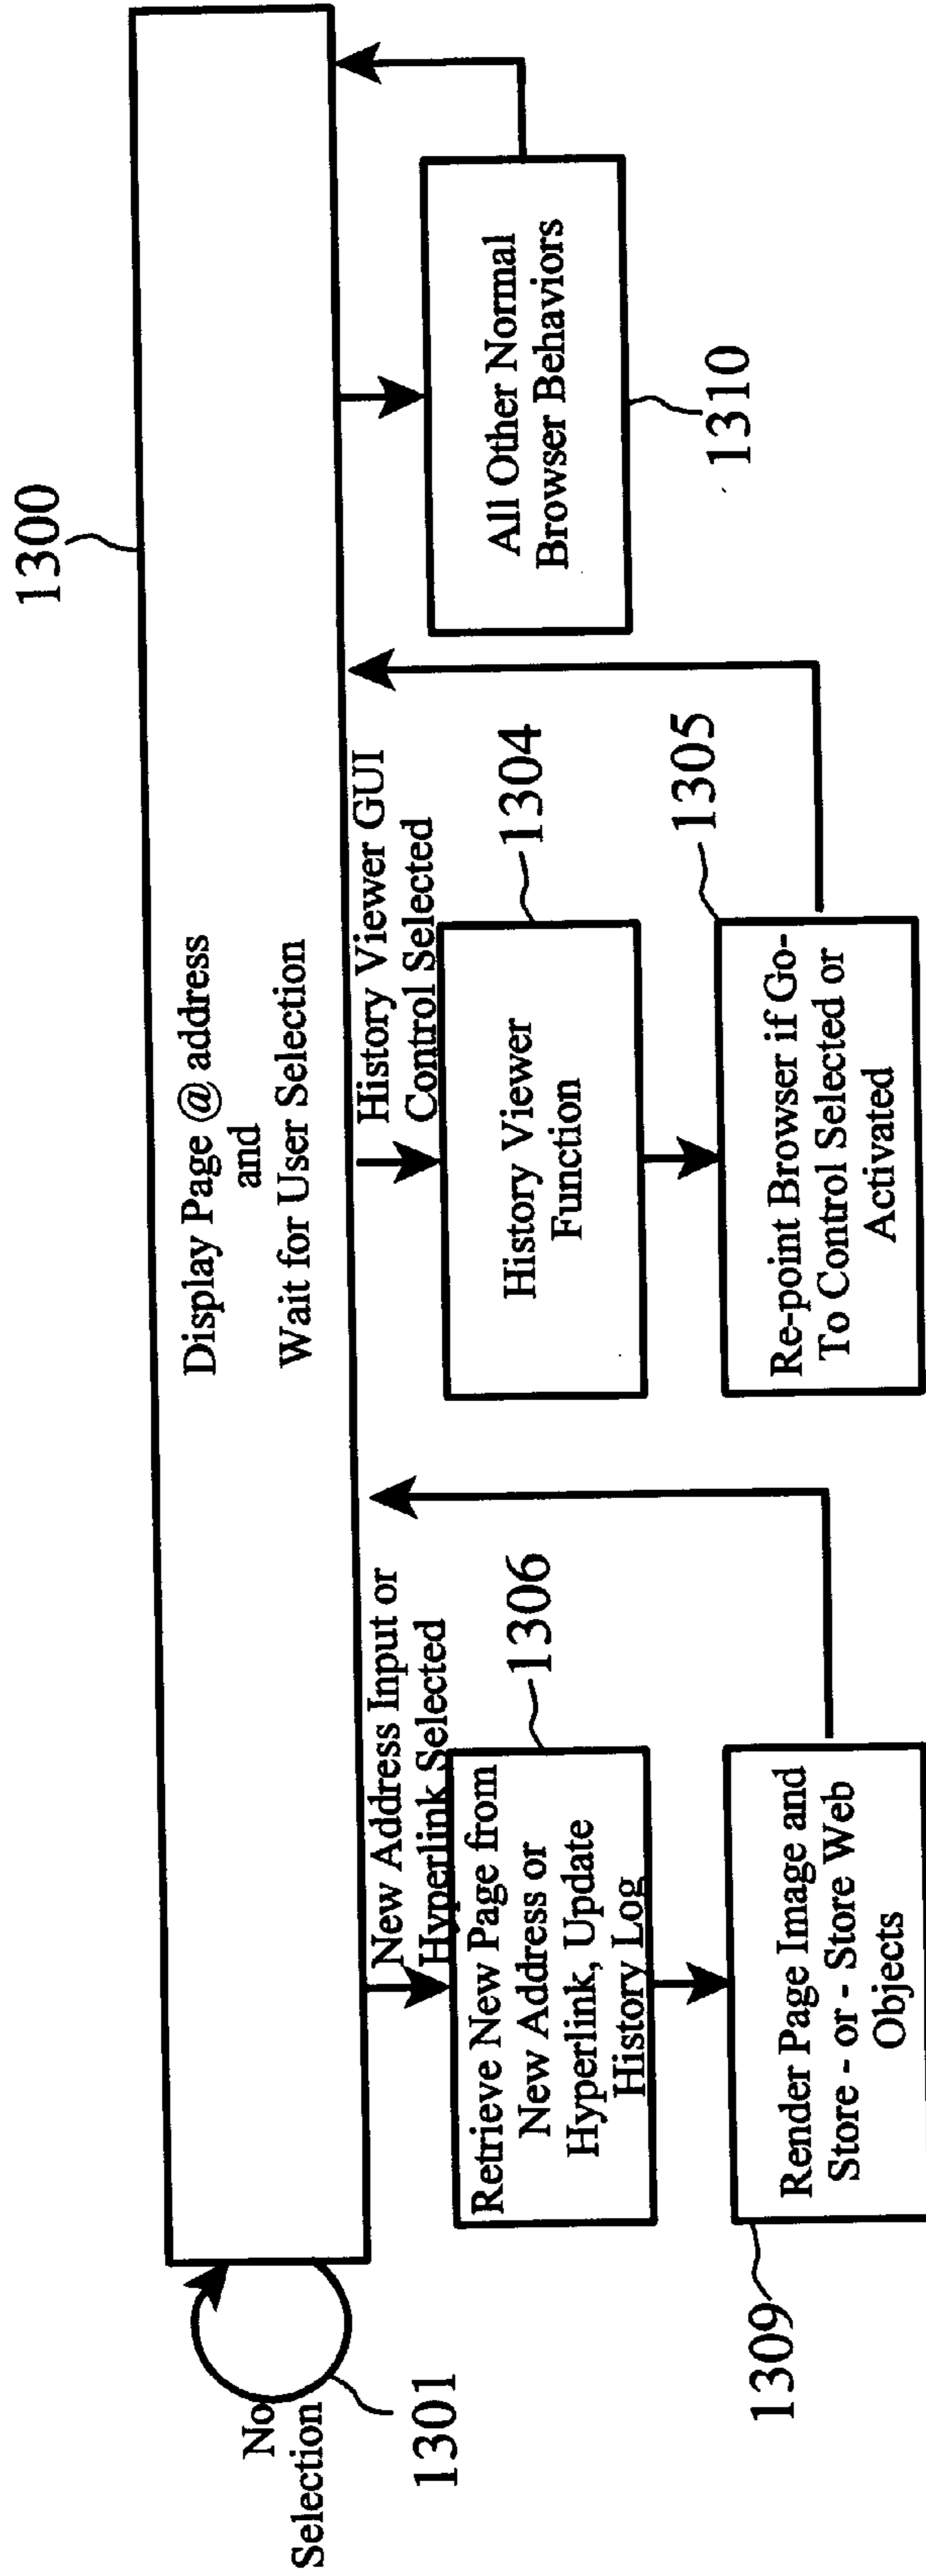 1300
Display Page @ address
and
Wait for User Selection
No
Selection
1301
New Address Input or
Hyperlink Selected
Retrieve New Page from
New Address or
Hyperlink, Update
History Log
1306
Render Page Image and
Store - or - Store Web
Objects
1309
History Viewer GUI
Control Selected
History Viewer
Function
1304
Re-point Browser if Go-
To Control Selected or
Activated
1305
All Other Normal
Browser Behaviors
1310